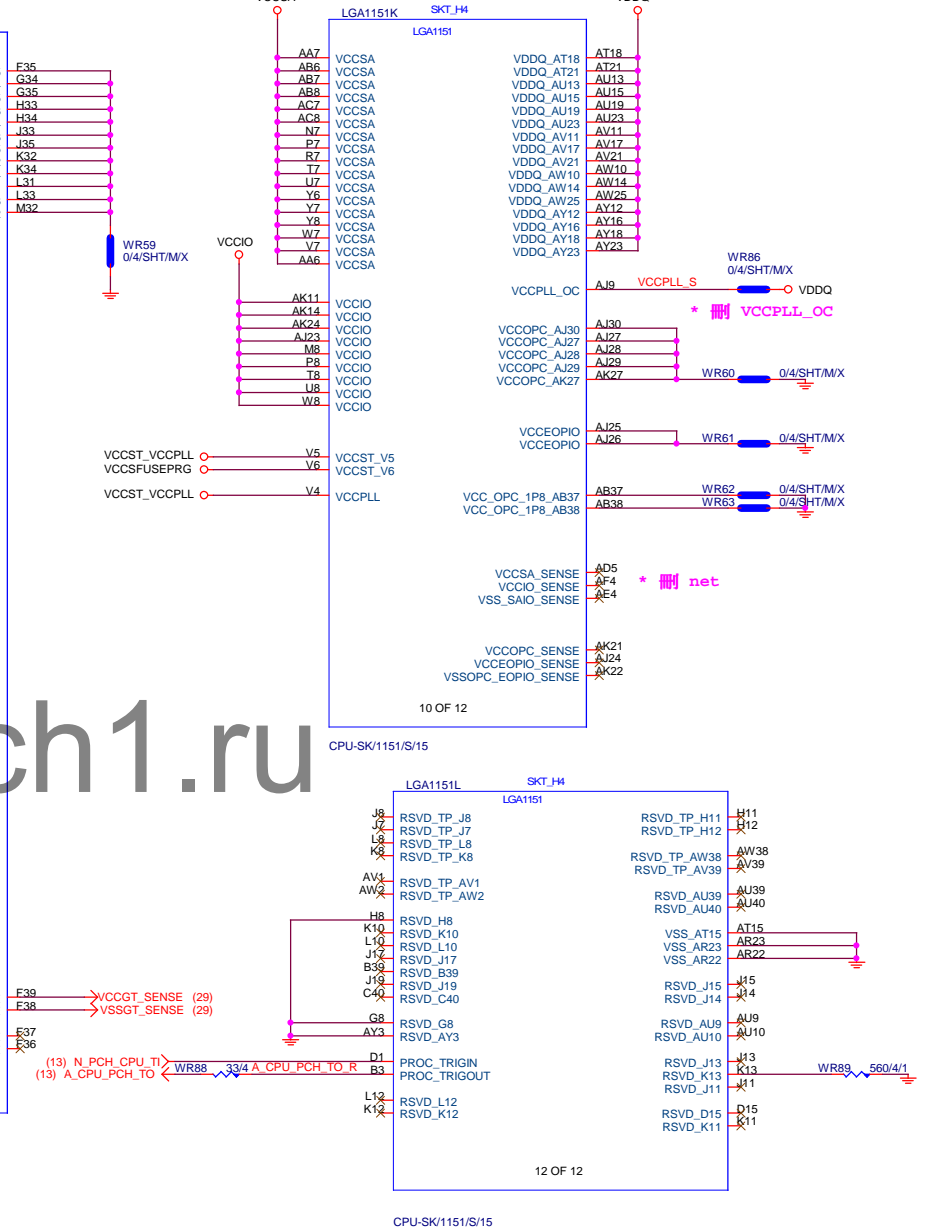 LGA1151K
SKT_H4
LGA1151
F35
G34
G35
H33
H34
J33
J35
K32
K34
L31
L33
M32
WR59
0/4/SHT/M/X
VCCIO
AA7 VCCSA
AB6 VCCSA
AB7 VCCSA
AB8 VCCSA
AC7 VCCSA
AC8 VCCSA
N7 VCCSA
P7 VCCSA
R7 VCCSA
T7 VCCSA
U7 VCCSA
Y6 VCCSA
Y7 VCCSA
Y8 VCCSA
W7 VCCSA
V7 VCCSA
AA6 VCCSA
AK11 VCCIO
AK14 VCCIO
AK24 VCCIO
AJ23 VCCIO
M8 VCCIO
P8 VCCIO
T8 VCCIO
U8 VCCIO
W8 VCCIO
VCCST_VCCPLL V5 VCCST_V5
VCCSFUSEPRG V6 VCCST_V6
VCCST_VCCPLL V4 VCCPLL
VDDQ_AT18 AT18
VDDQ_AT21 AT21
VDDQ_AU13 AU13
VDDQ_AU15 AU15
VDDQ_AU19 AU19
VDDQ_AU23 AU23
VDDQ_AV11 AV11
VDDQ_AV17 AV17
VDDQ_AV21 AV21
VDDQ_AW10 AW10
VDDQ_AW14 AW14
VDDQ_AW25 AW25
VDDQ_AY12 AY12
VDDQ_AY16 AY16
VDDQ_AY18 AY18
VDDQ_AY23 AY23
WR86
0/4/SHT/M/X
VCCPLL_OC AJ9 VCCPLL_S VDDQ
* 刪 VCCPLL_OC
VCCOPC_AJ30 AJ30
VCCOPC_AJ27 AJ27
VCCOPC_AJ28 AJ28
VCCOPC_AJ29 AJ29
VCCOPC_AK27 AK27 WR60 0/4/SHT/M/X
VCCEOPIO AJ25
VCCEOPIO AJ26 WR61 0/4/SHT/M/X
VCC_OPC_1P8_AB37 AB37 WR62 0/4/SHT/M/X
VCC_OPC_1P8_AB38 AB38 WR63 0/4/SHT/M/X
VCCSA_SENSE AD5
VCCIO_SENSE AF4
VSS_SAIO_SENSE AE4
* 刪 net
VCCOPC_SENSE AK21
VCCEOPIO_SENSE AJ24
VSSOPC_EOPIO_SENSE AK22
10 OF 12
CPU-SK/1151/S/15
ch1.ru
LGA1151L
SKT_H4
LGA1151
J8 RSVD_TP_J8
J7 RSVD_TP_J7
L8 RSVD_TP_L8
K8 RSVD_TP_K8
AV1 RSVD_TP_AV1
AW2 RSVD_TP_AW2
H8 RSVD_H8
K10 RSVD_K10
L10 RSVD_L10
J17 RSVD_J17
B39 RSVD_B39
J19 RSVD_J19
C40 RSVD_C40
G8 RSVD_G8
AY3 RSVD_AY3
D1 PROC_TRIGIN
B3 PROC_TRIGOUT
L12 RSVD_L12
K12 RSVD_K12
RSVD_TP_H11 H11
RSVD_TP_H12 H12
RSVD_TP_AW38 AW38
RSVD_TP_AV39 AV39
RSVD_AU39 AU39
RSVD_AU40 AU40
VSS_AT15 AT15
VSS_AR23 AR23
VSS_AR22 AR22
RSVD_J15 J15
RSVD_J14 J14
RSVD_AU9 AU9
RSVD_AU10 AU10
RSVD_J13 J13
RSVD_K13 K13 WR89 560/4/1
RSVD_J11 J11
RSVD_D15 D15
RSVD_K11 K11
F39 VCCGT_SENSE (29)
F38 VSSGT_SENSE (29)
F37
F36
(13) N_PCH_CPU_TI
(13) A_CPU_PCH_TO WR88 33/4 A_CPU_PCH_TO_R
12 OF 12
CPU-SK/1151/S/15